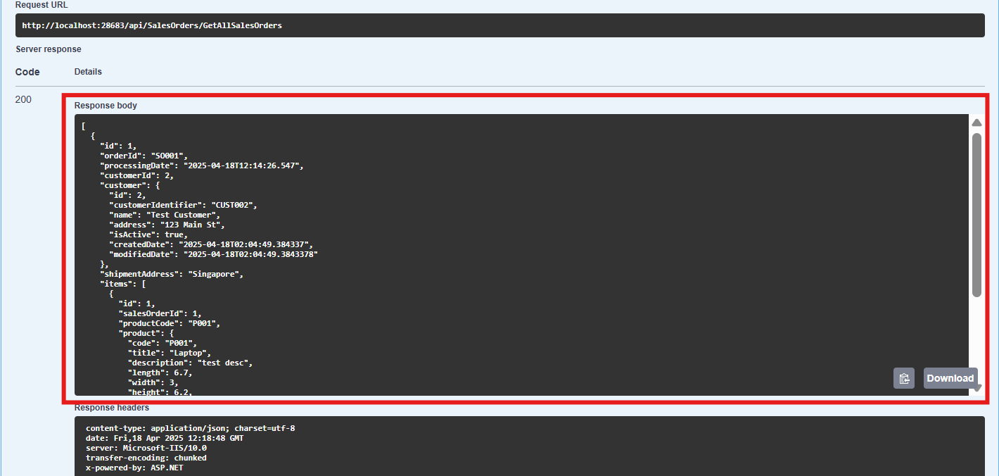 Request URL
http://localhost:28683/api/SalesOrders/GetAllSalesOrders
Server response
Code Details
200
Response body
[
  {
    "id": 1,
    "orderId": "SO001",
    "processingDate": "2025-04-18T12:14:26.547",
    "customerId": 2,
    "customer": {
      "id": 2,
      "customerIdentifier": "CUST002",
      "name": "Test Customer",
      "address": "123 Main St",
      "isActive": true,
      "createdDate": "2025-04-18T02:04:49.384337",
      "modifiedDate": "2025-04-18T02:04:49.3843378"
    },
    "shipmentAddress": "Singapore",
    "items": [
      {
        "id": 1,
        "salesOrderId": 1,
        "productCode": "P001",
        "product": {
          "code": "P001",
          "title": "Laptop",
          "description": "test desc",
          "length": 6.7,
          "width": 3,
          "height": 6.2,
Download
Response headers
content-type: application/json; charset=utf-8
date: Fri,18 Apr 2025 12:18:48 GMT
server: Microsoft-IIS/10.0
transfer-encoding: chunked
x-powered-by: ASP.NET